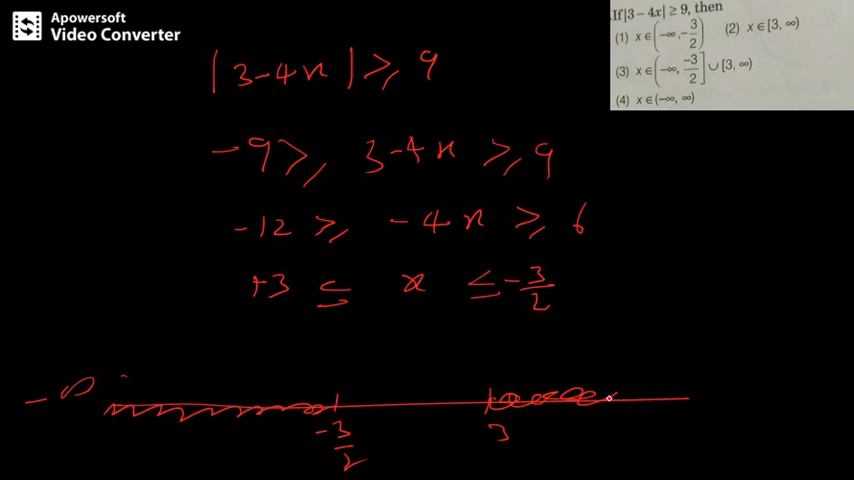 Apowersoft
Video Converter
If |3 – 4x| ≥ 9, then
(1) x ∈ (–∞, –3/2) (2) x ∈ [3, ∞)
(3) x ∈ (–∞, –3/2] ∪ [3, ∞)
(4) x ∈ (–∞, ∞)
|3-4x| ≥ 9
-9 ≥ 3-4x ≥ 9
-12 ≥ -4x ≥ 6
+3 ≤ x ≤ -3/2
-∞
-3/2 3